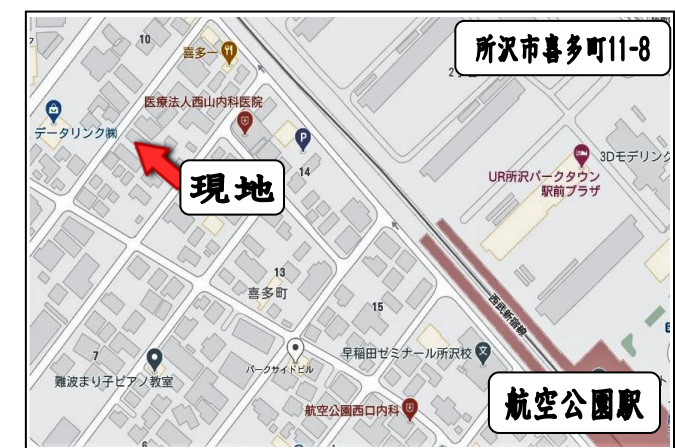 所沢市喜多町11-8
10
喜多一
医療法人西山内科医院
データリンク㈱
P
14
3Dモデリング
UR所沢パークタウン
駅前プラザ
現地
13
喜多町
15
西武新宿線
7
早稲田ゼミナール所沢校
難波まり子ピアノ教室
パークサイドビル
航空公園西口内科
航空公園駅
6